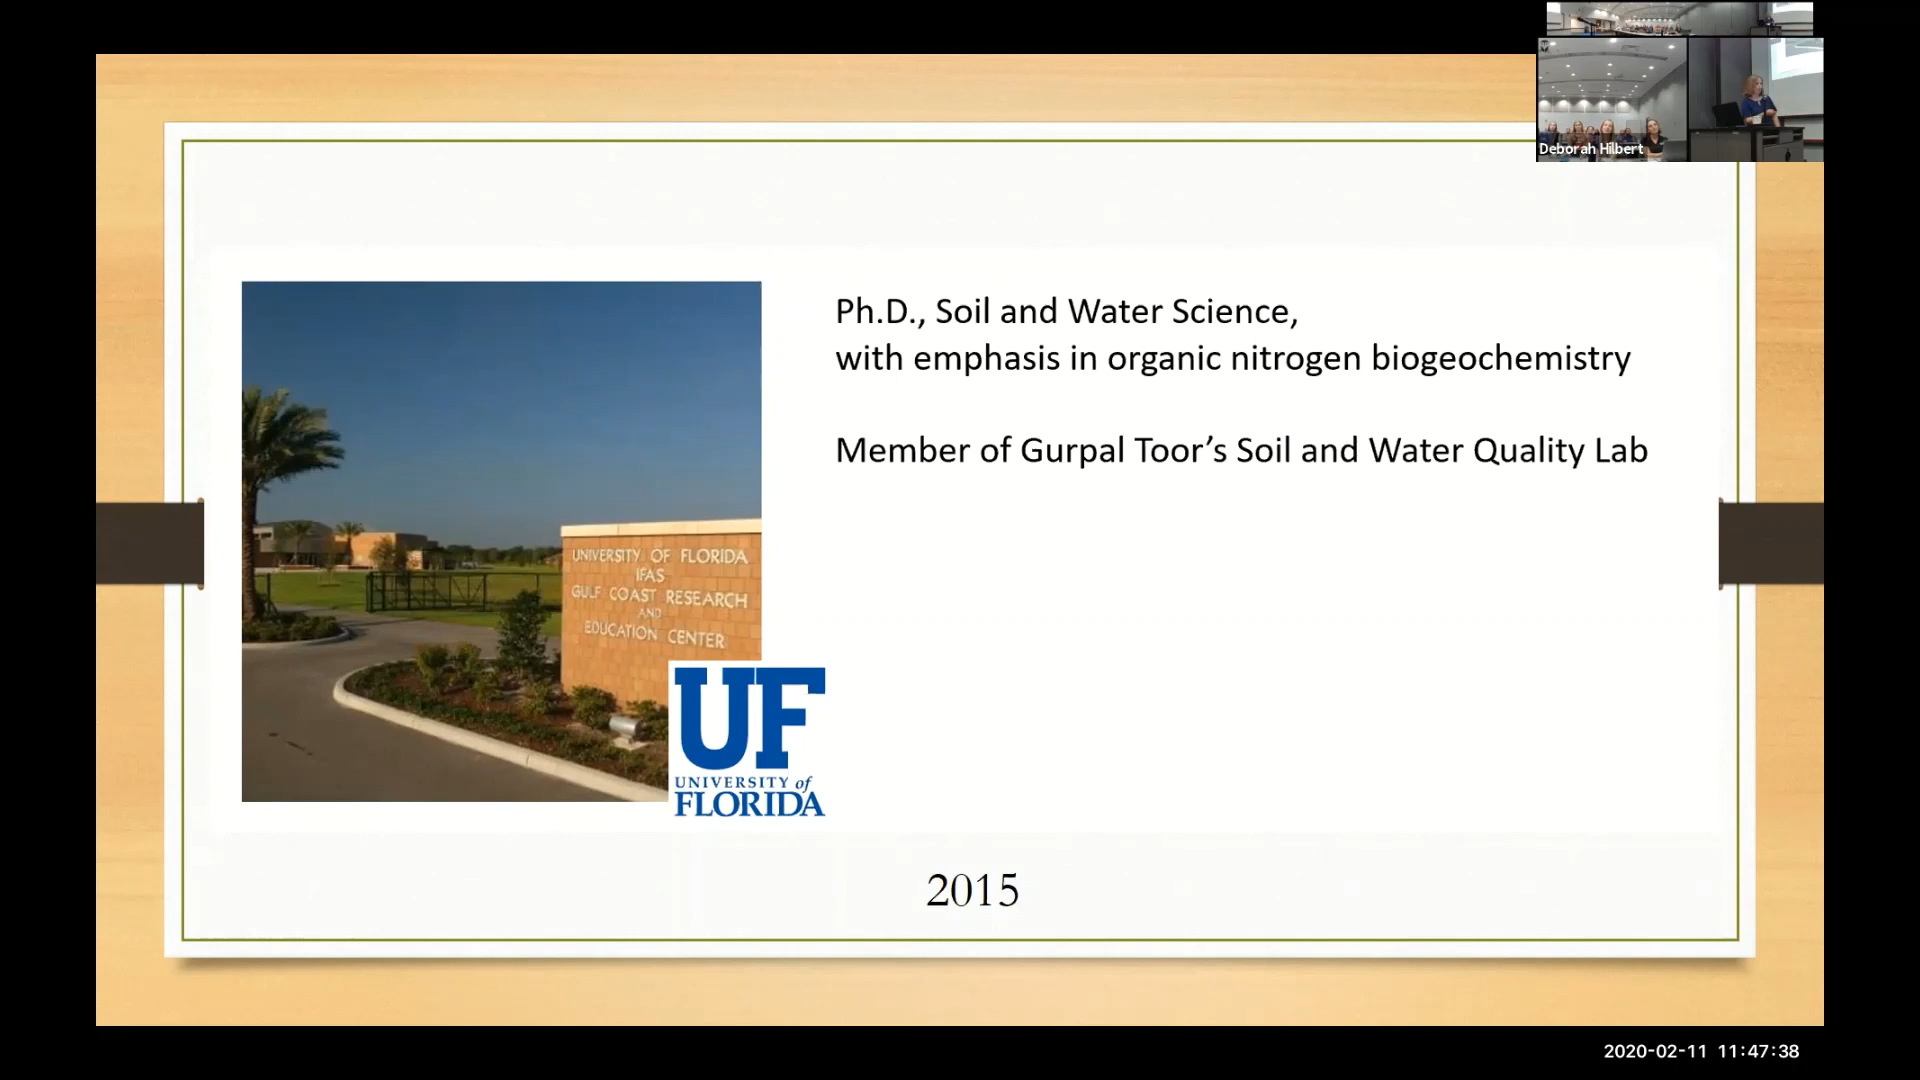 Deborah Hilbert
Ph.D., Soil and Water Science,
with emphasis in organic nitrogen biogeochemistry
Member of Gurpal Toor’s Soil and Water Quality Lab
UNIVERSITY OF FLORIDA
IFAS
GULF COAST RESEARCH
AND
EDUCATION CENTER
UF
UNIVERSITY of
FLORIDA
2015
2020-02-11 11:47:38